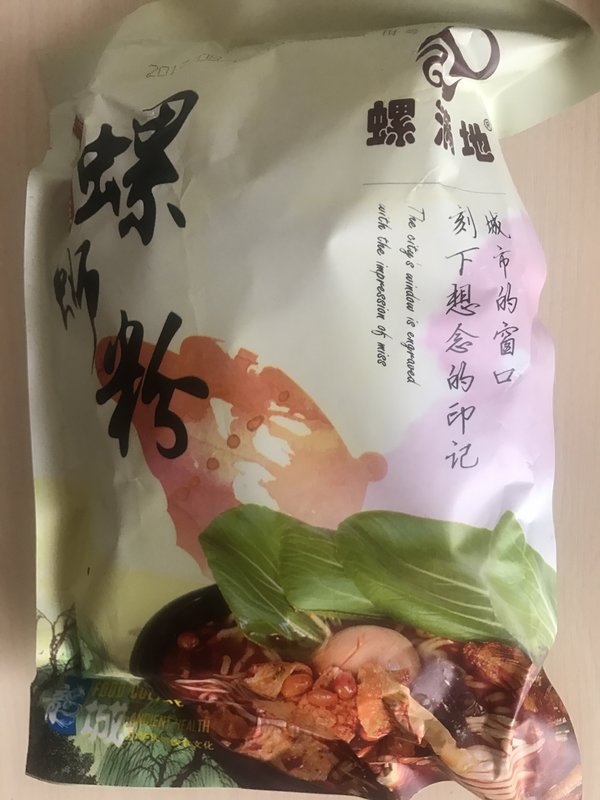 螺满地®
螺蛳粉
城市的窗口
刻下想念的印记
The city's window is engraved
with the impression of miss